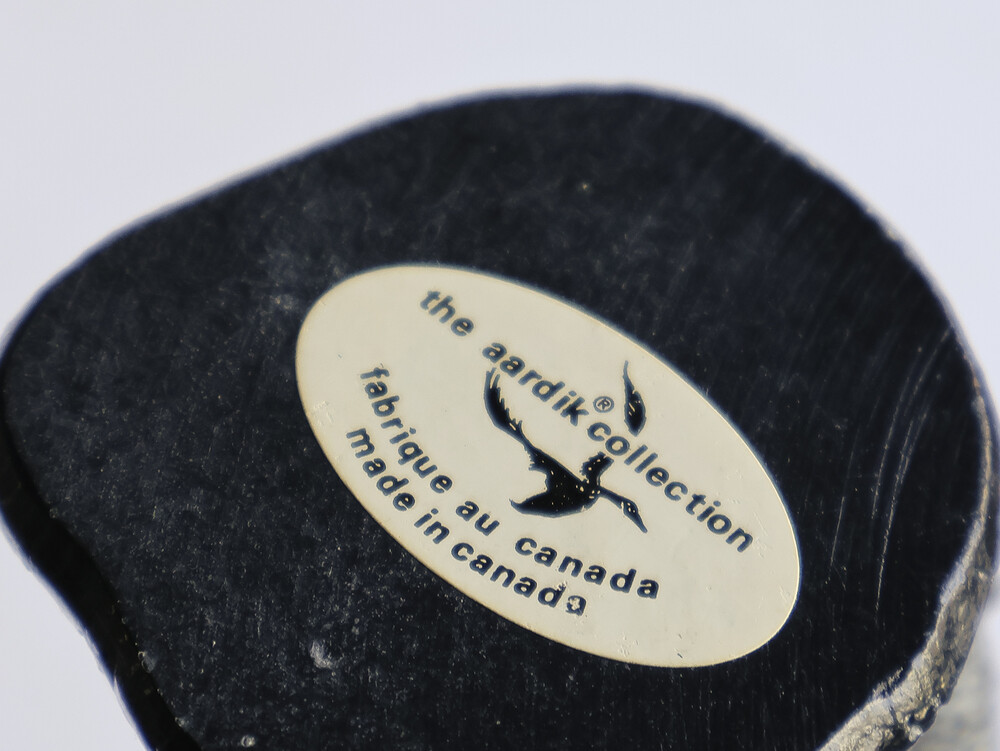 the aardik® collection
fabrique au canada
made in canada